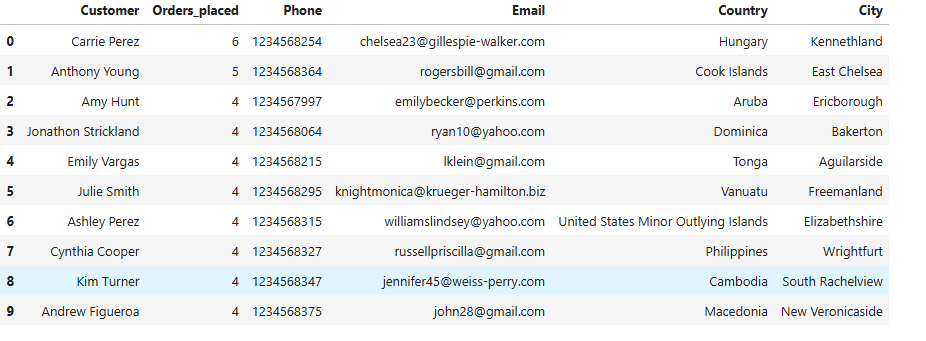 Customer Orders_placed Phone Email Country City
0 Carrie Perez 6 1234568254 chelsea23@gillespie-walker.com Hungary Kennethland
1 Anthony Young 5 1234568364 rogersbill@gmail.com Cook Islands East Chelsea
2 Amy Hunt 4 1234567997 emilybecker@perkins.com Aruba Ericborough
3 Jonathon Strickland 4 1234568064 ryan10@yahoo.com Dominica Bakerton
4 Emily Vargas 4 1234568215 lklein@gmail.com Tonga Aguilarside
5 Julie Smith 4 1234568295 knightmonica@krueger-hamilton.biz Vanuatu Freemanland
6 Ashley Perez 4 1234568315 williamslindsey@yahoo.com United States Minor Outlying Islands Elizabethshire
7 Cynthia Cooper 4 1234568327 russellpriscilla@gmail.com Philippines Wrightfurt
8 Kim Turner 4 1234568347 jennifer45@weiss-perry.com Cambodia South Rachelview
9 Andrew Figueroa 4 1234568375 john28@gmail.com Macedonia New Veronicaside